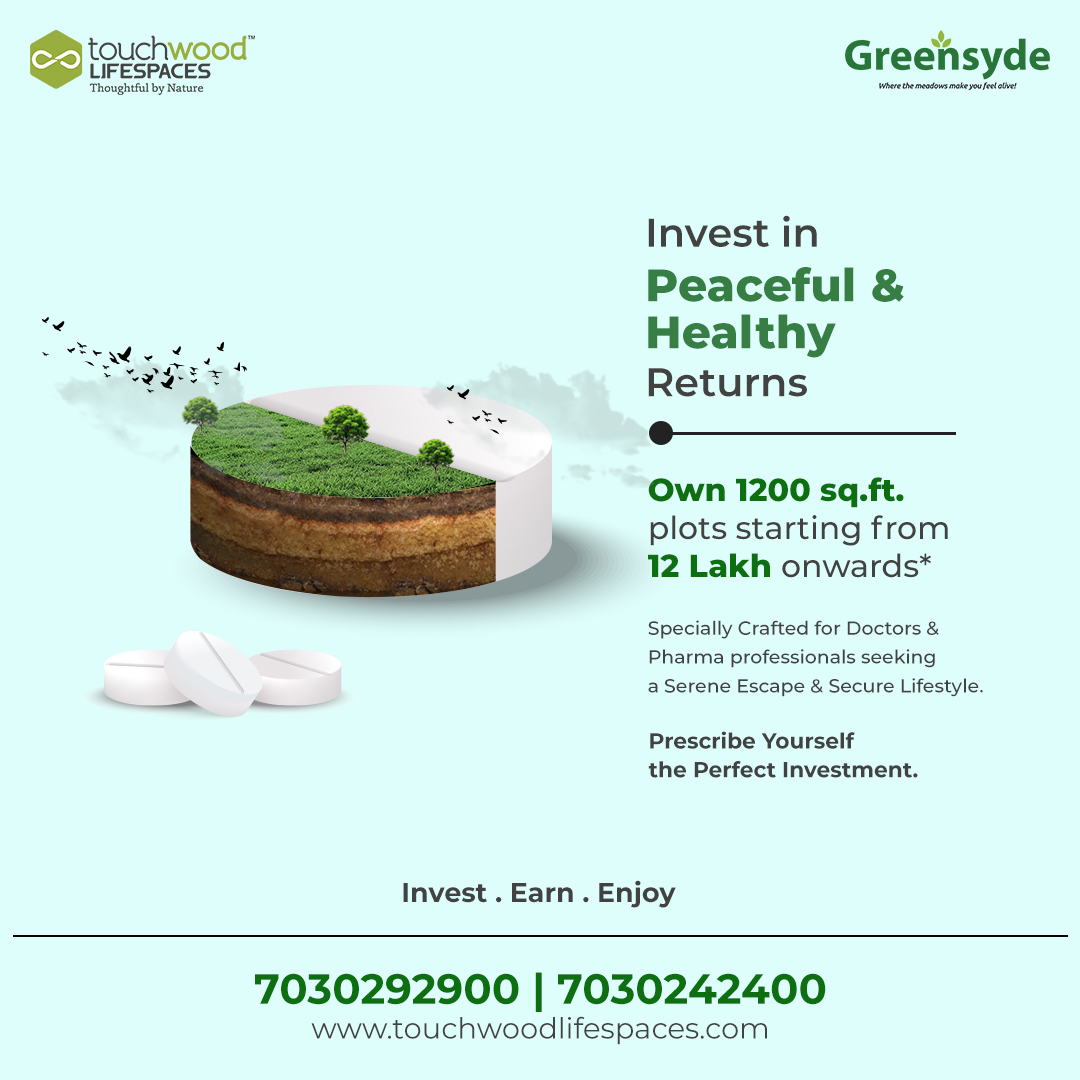 touchwood™
LIFESPACES
Thoughtful by Nature
Greensyde
Where the meadows make you feel alive!
Invest in
Peaceful &
Healthy
Returns
Own 1200 sq.ft.
plots starting from
12 Lakh onwards*
Specially Crafted for Doctors &
Pharma professionals seeking
a Serene Escape & Secure Lifestyle.
Prescribe Yourself
the Perfect Investment.
Invest . Earn . Enjoy
7030292900 | 7030242400
www.touchwoodlifespaces.com